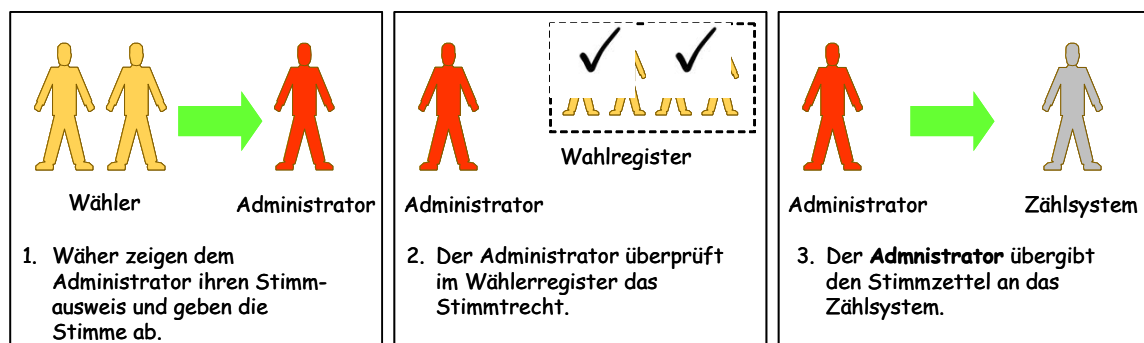 Wähler
Administrator
1. Wäher zeigen dem
Administrator ihren Stimm-
ausweis und geben die
Stimme ab.
Wahlregister
Administrator
2. Der Administrator überprüft
im Wählerregister das
Stimmtrecht.
Administrator
Zählsystem
3. Der Admnistrator übergibt
den Stimmzettel an das
Zählsystem.